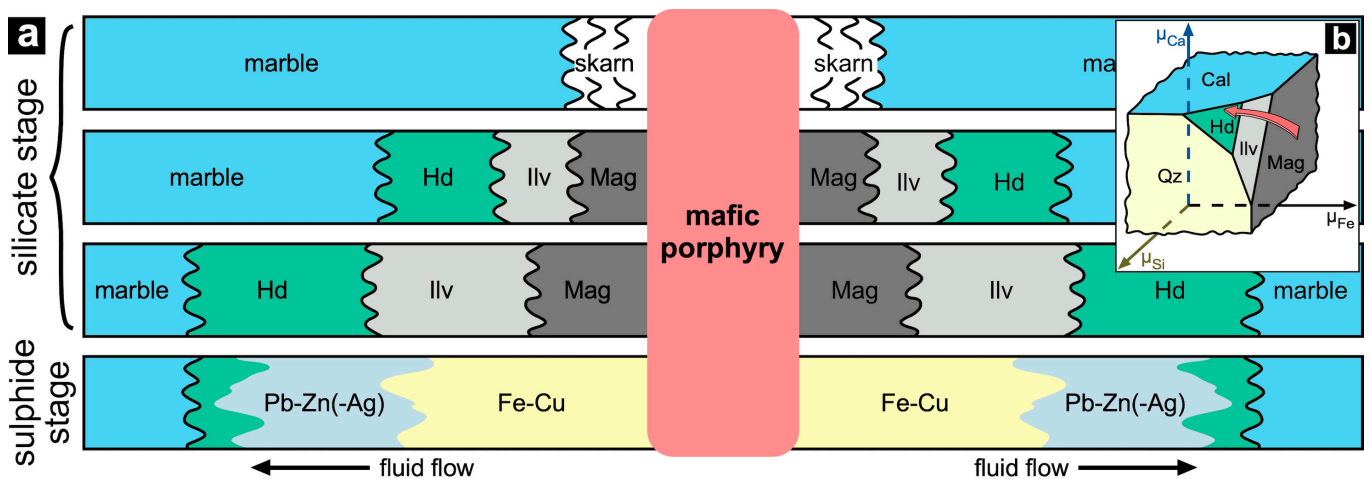 a
silicate stage
marble
skarn
skarn
ma
marble
Hd
Ilv
Mag
Mag
Ilv
Hd
marble
Hd
Ilv
Mag
Mag
Ilv
Hd
marble
mafic
porphyry
sulphide
stage
Pb-Zn(-Ag)
Fe-Cu
Fe-Cu
Pb-Zn(-Ag)
fluid flow
fluid flow
b
μCa
Cal
Hd
Ilv
Mag
Qz
μFe
μSi